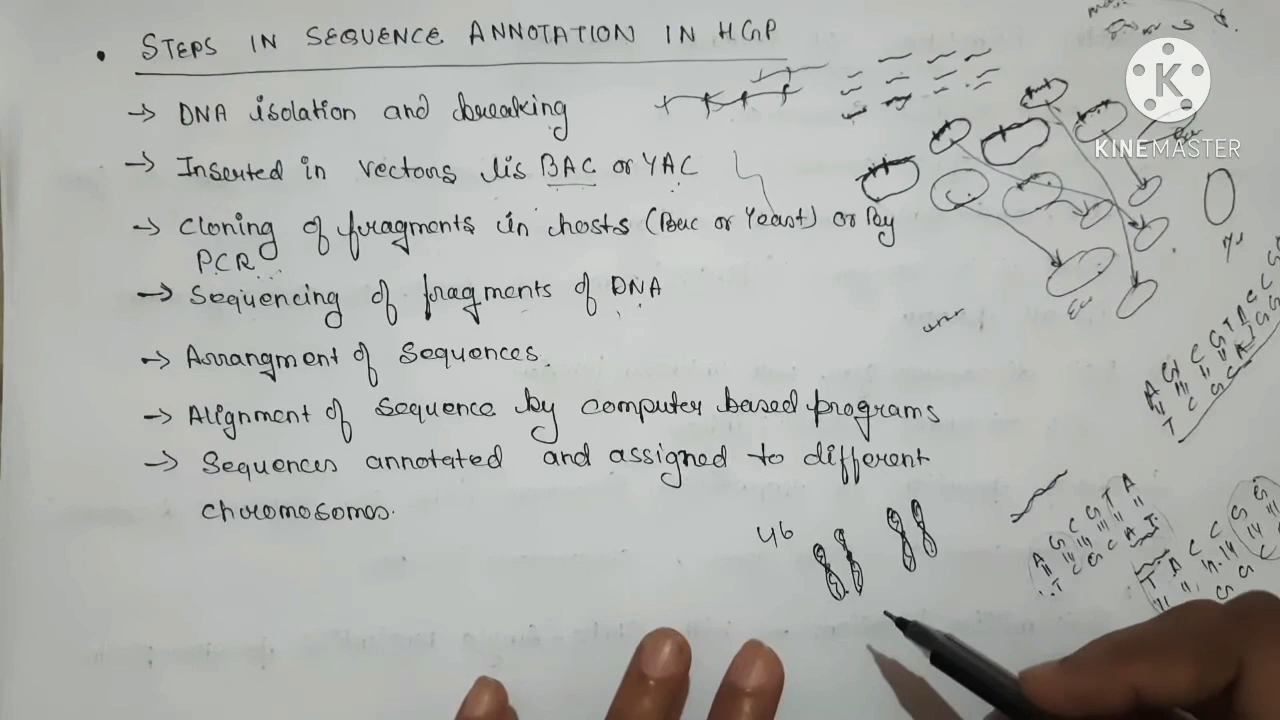 • STEPS IN SEQUENCE ANNOTATION IN HGP
→ DNA isolation and breaking
→ Inserted in vectors lis BAC or YAC
→ Cloning of fragments in hosts (Bac or Yeast) or By
PCR
→ Sequencing of fragments of DNA
→ Arrangment of Sequences.
→ Alignment of Sequence by computer based programs
→ Sequences annotated and assigned to different
chromosomes.
46
K
KINEMASTER
A G C G T A
T C G C A T
T A C C G G